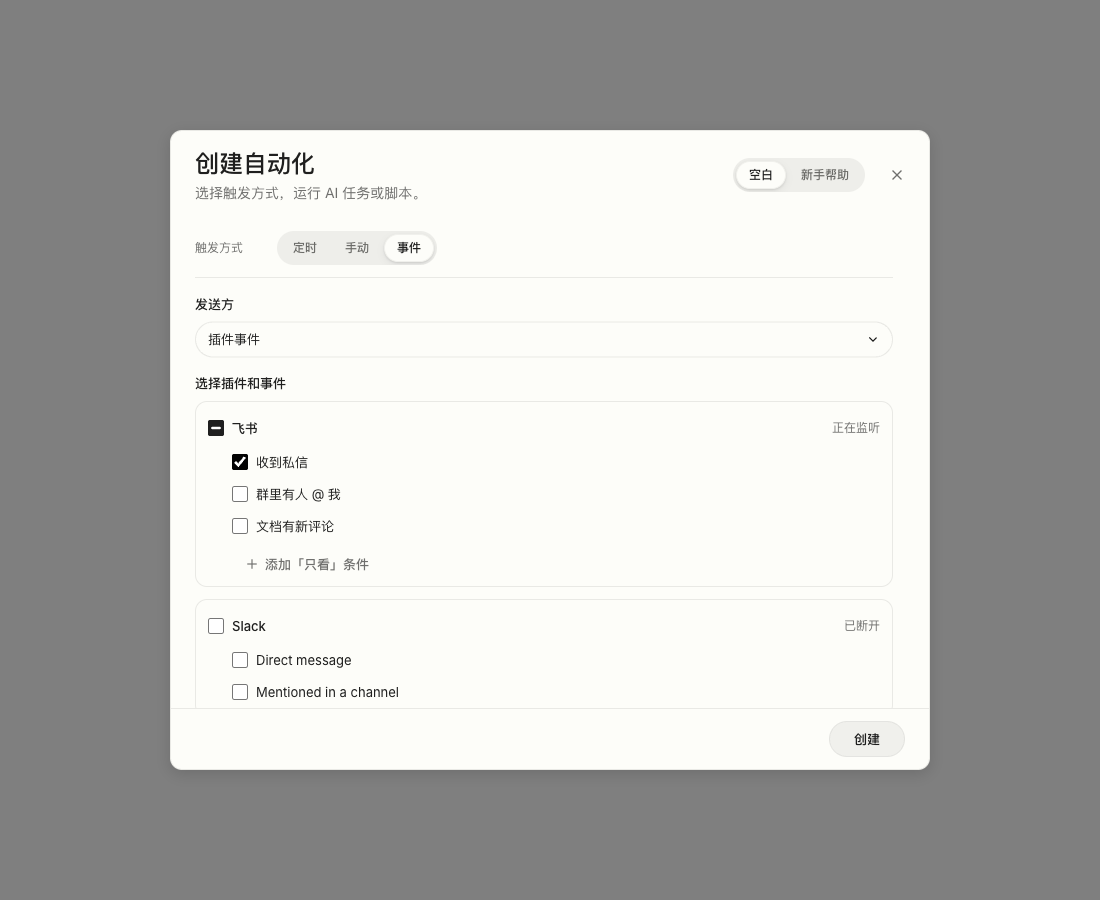 创建自动化
选择触发方式，运行 AI 任务或脚本。
空白
新手帮助
触发方式
定时
手动
事件
发送方
插件事件
选择插件和事件
飞书
正在监听
收到私信
群里有人 @ 我
文档有新评论
添加「只看」条件
Slack
已断开
Direct message
Mentioned in a channel
创建